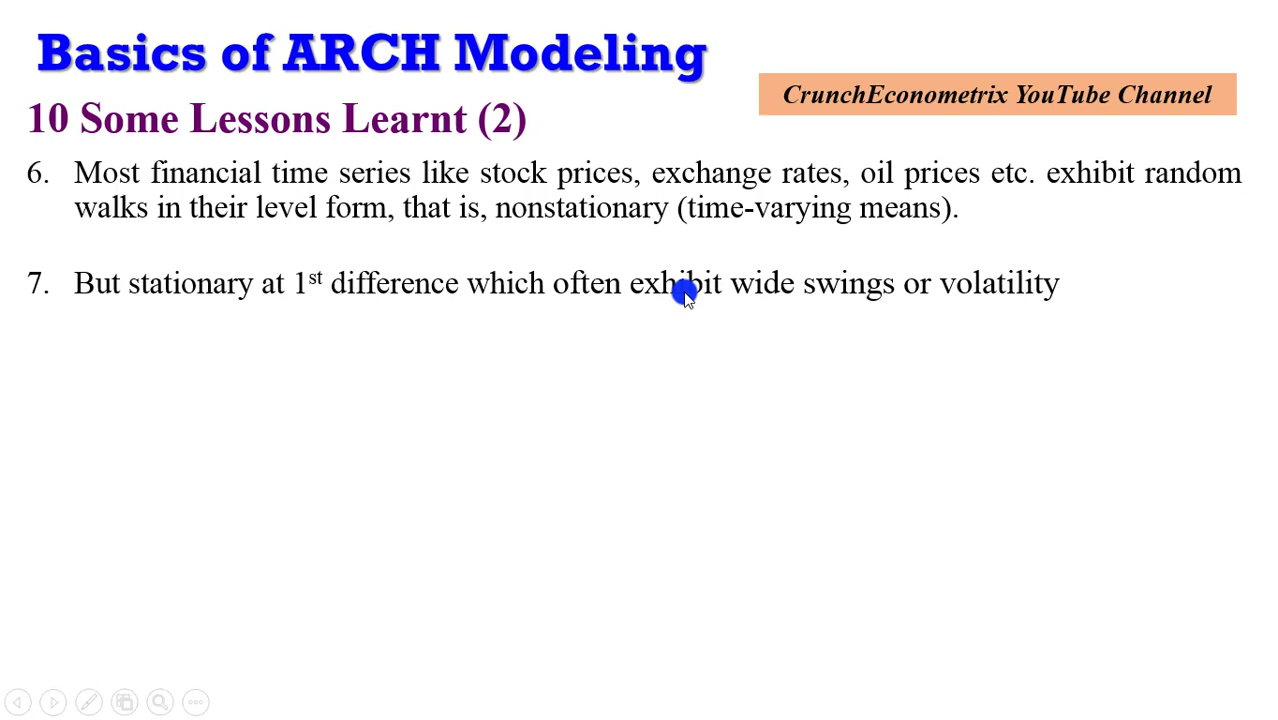 Basics of ARCH Modeling
CrunchEconometrix YouTube Channel
10 Some Lessons Learnt (2)
6. Most financial time series like stock prices, exchange rates, oil prices etc. exhibit random
walks in their level form, that is, nonstationary (time-varying means).
7. But stationary at 1st difference which often exhibit wide swings or volatility